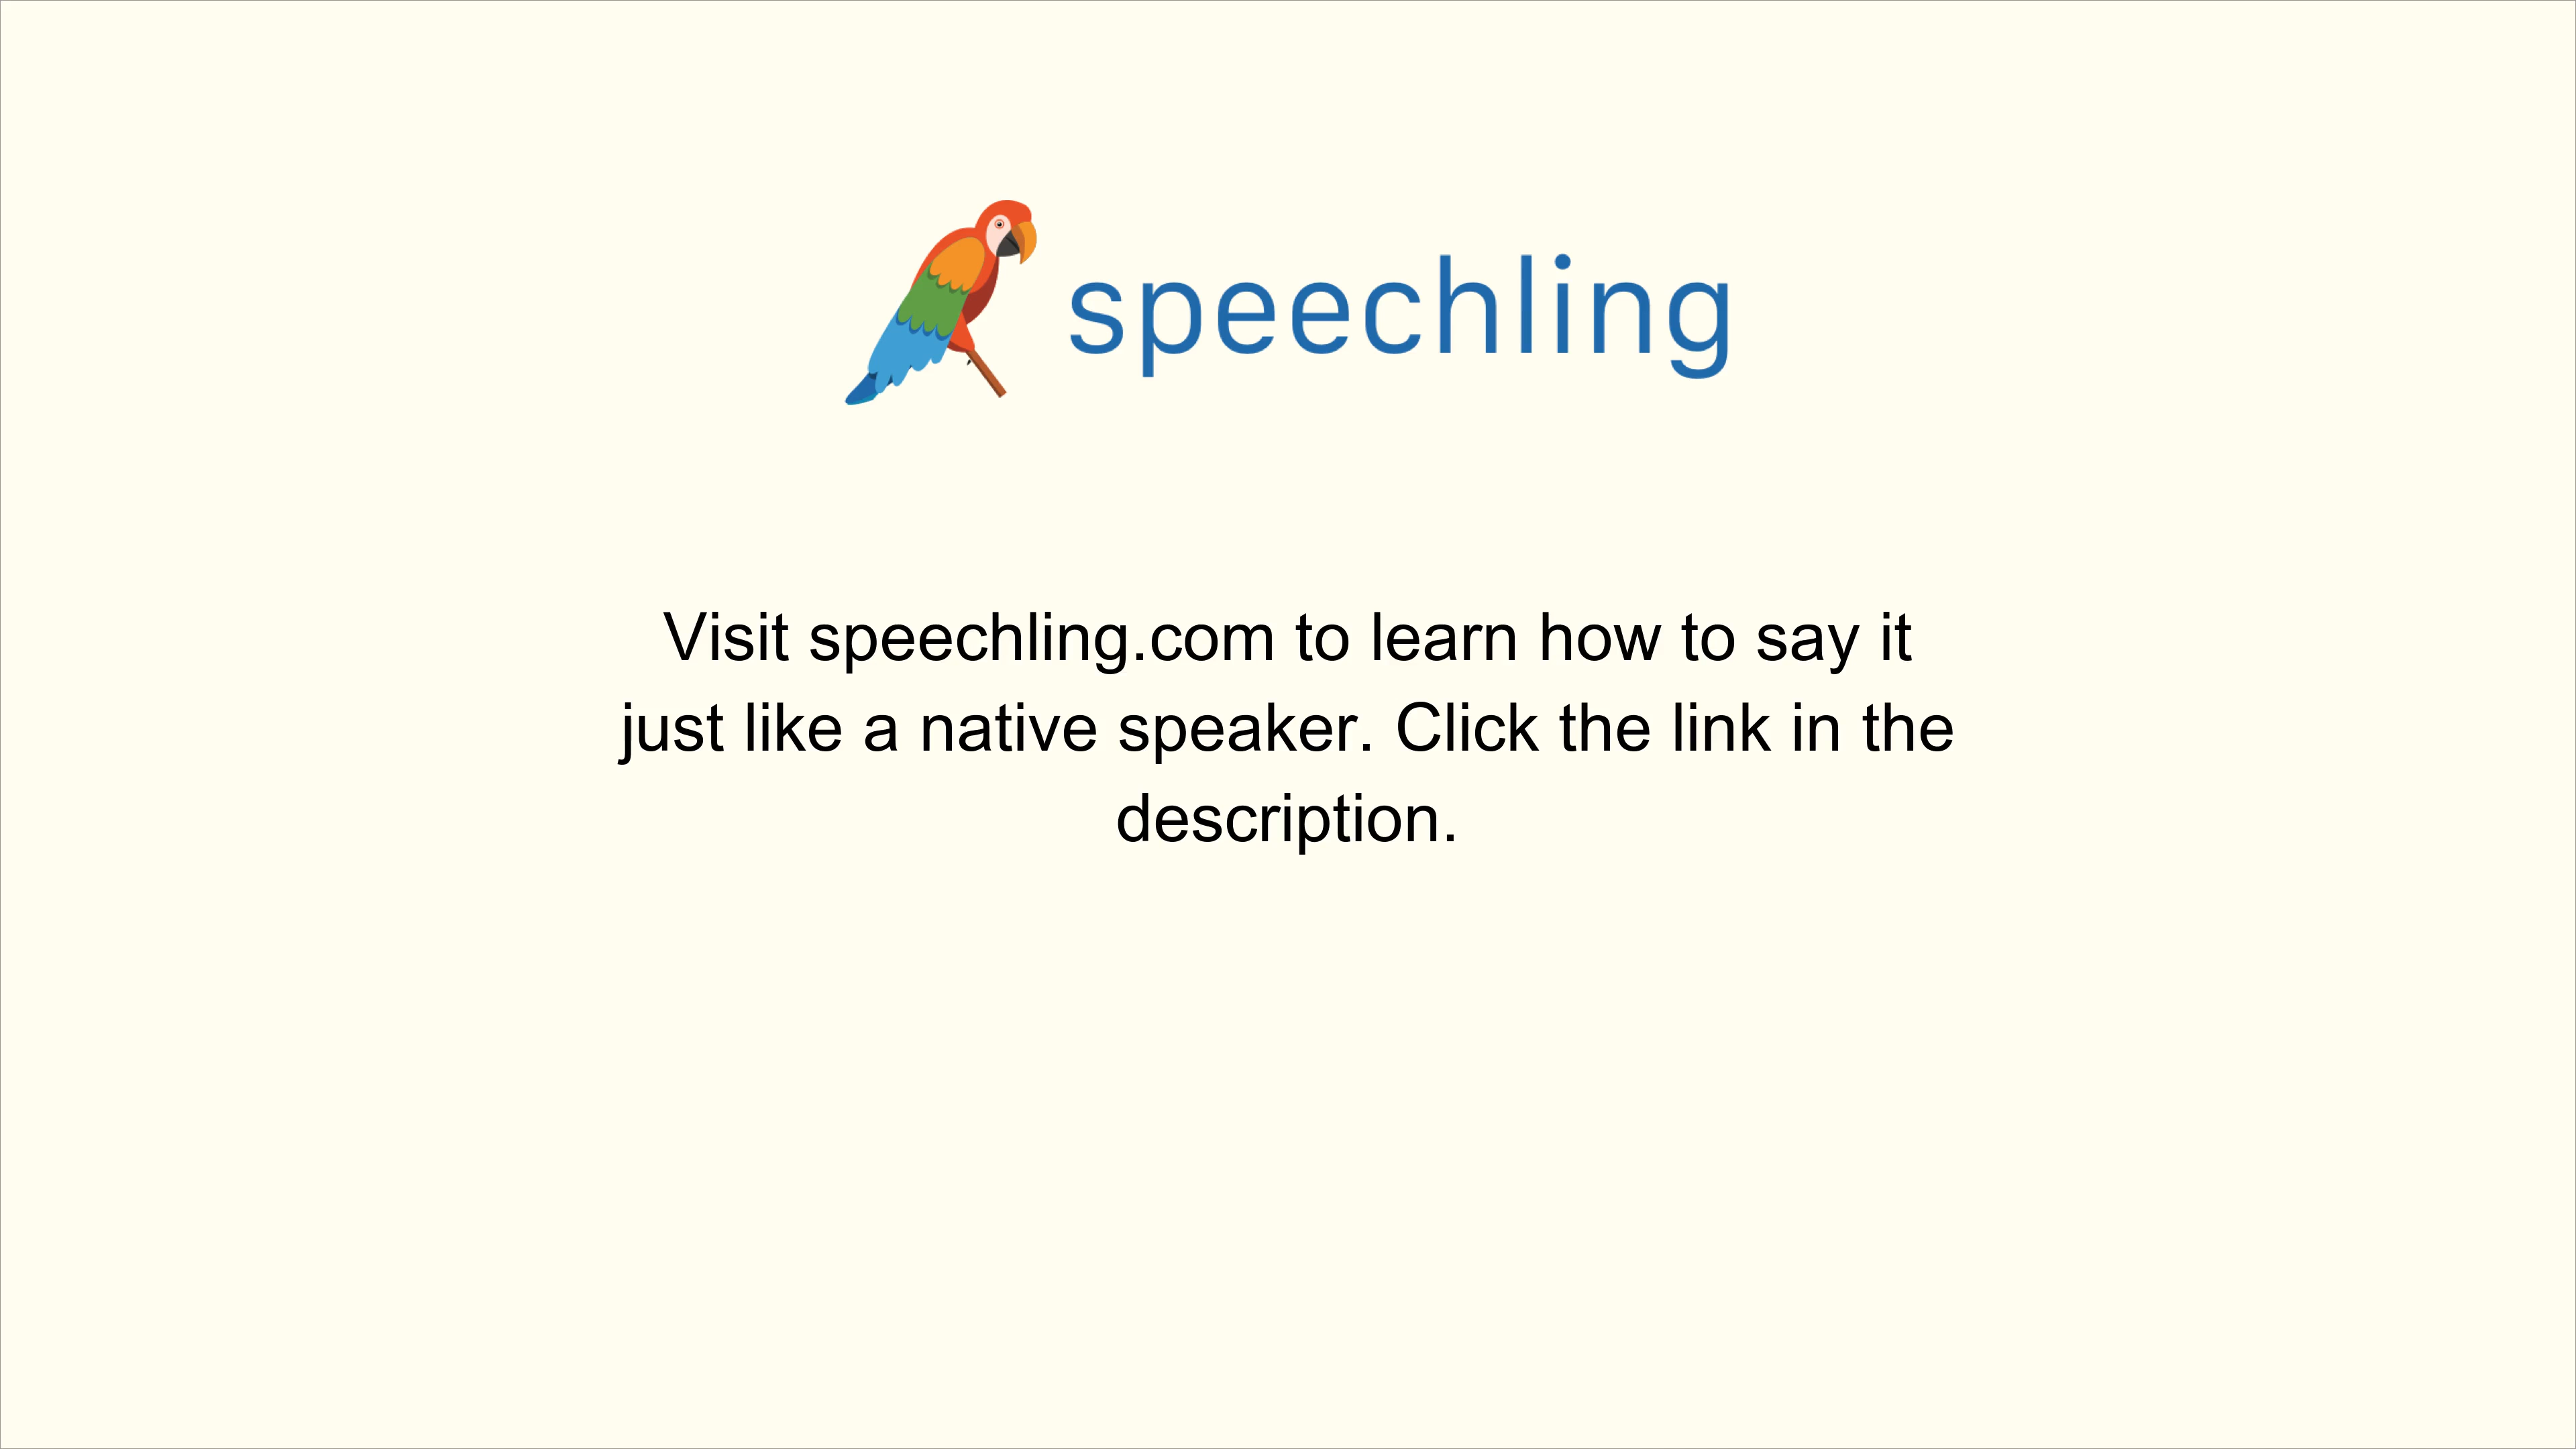 speechling
Visit speechling.com to learn how to say it
just like a native speaker. Click the link in the
description.